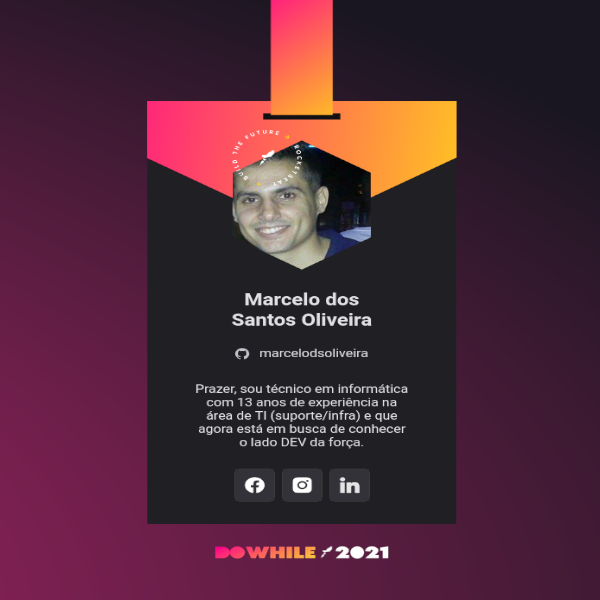 BUILD THE FUTURE ROCKETSEAT
Marcelo dos
Santos Oliveira
marcelodsoliveira
Prazer, sou técnico em informática
com 13 anos de experiência na
área de TI (suporte/infra) e que
agora está em busca de conhecer
o lado DEV da força.
DOWHILE 2021